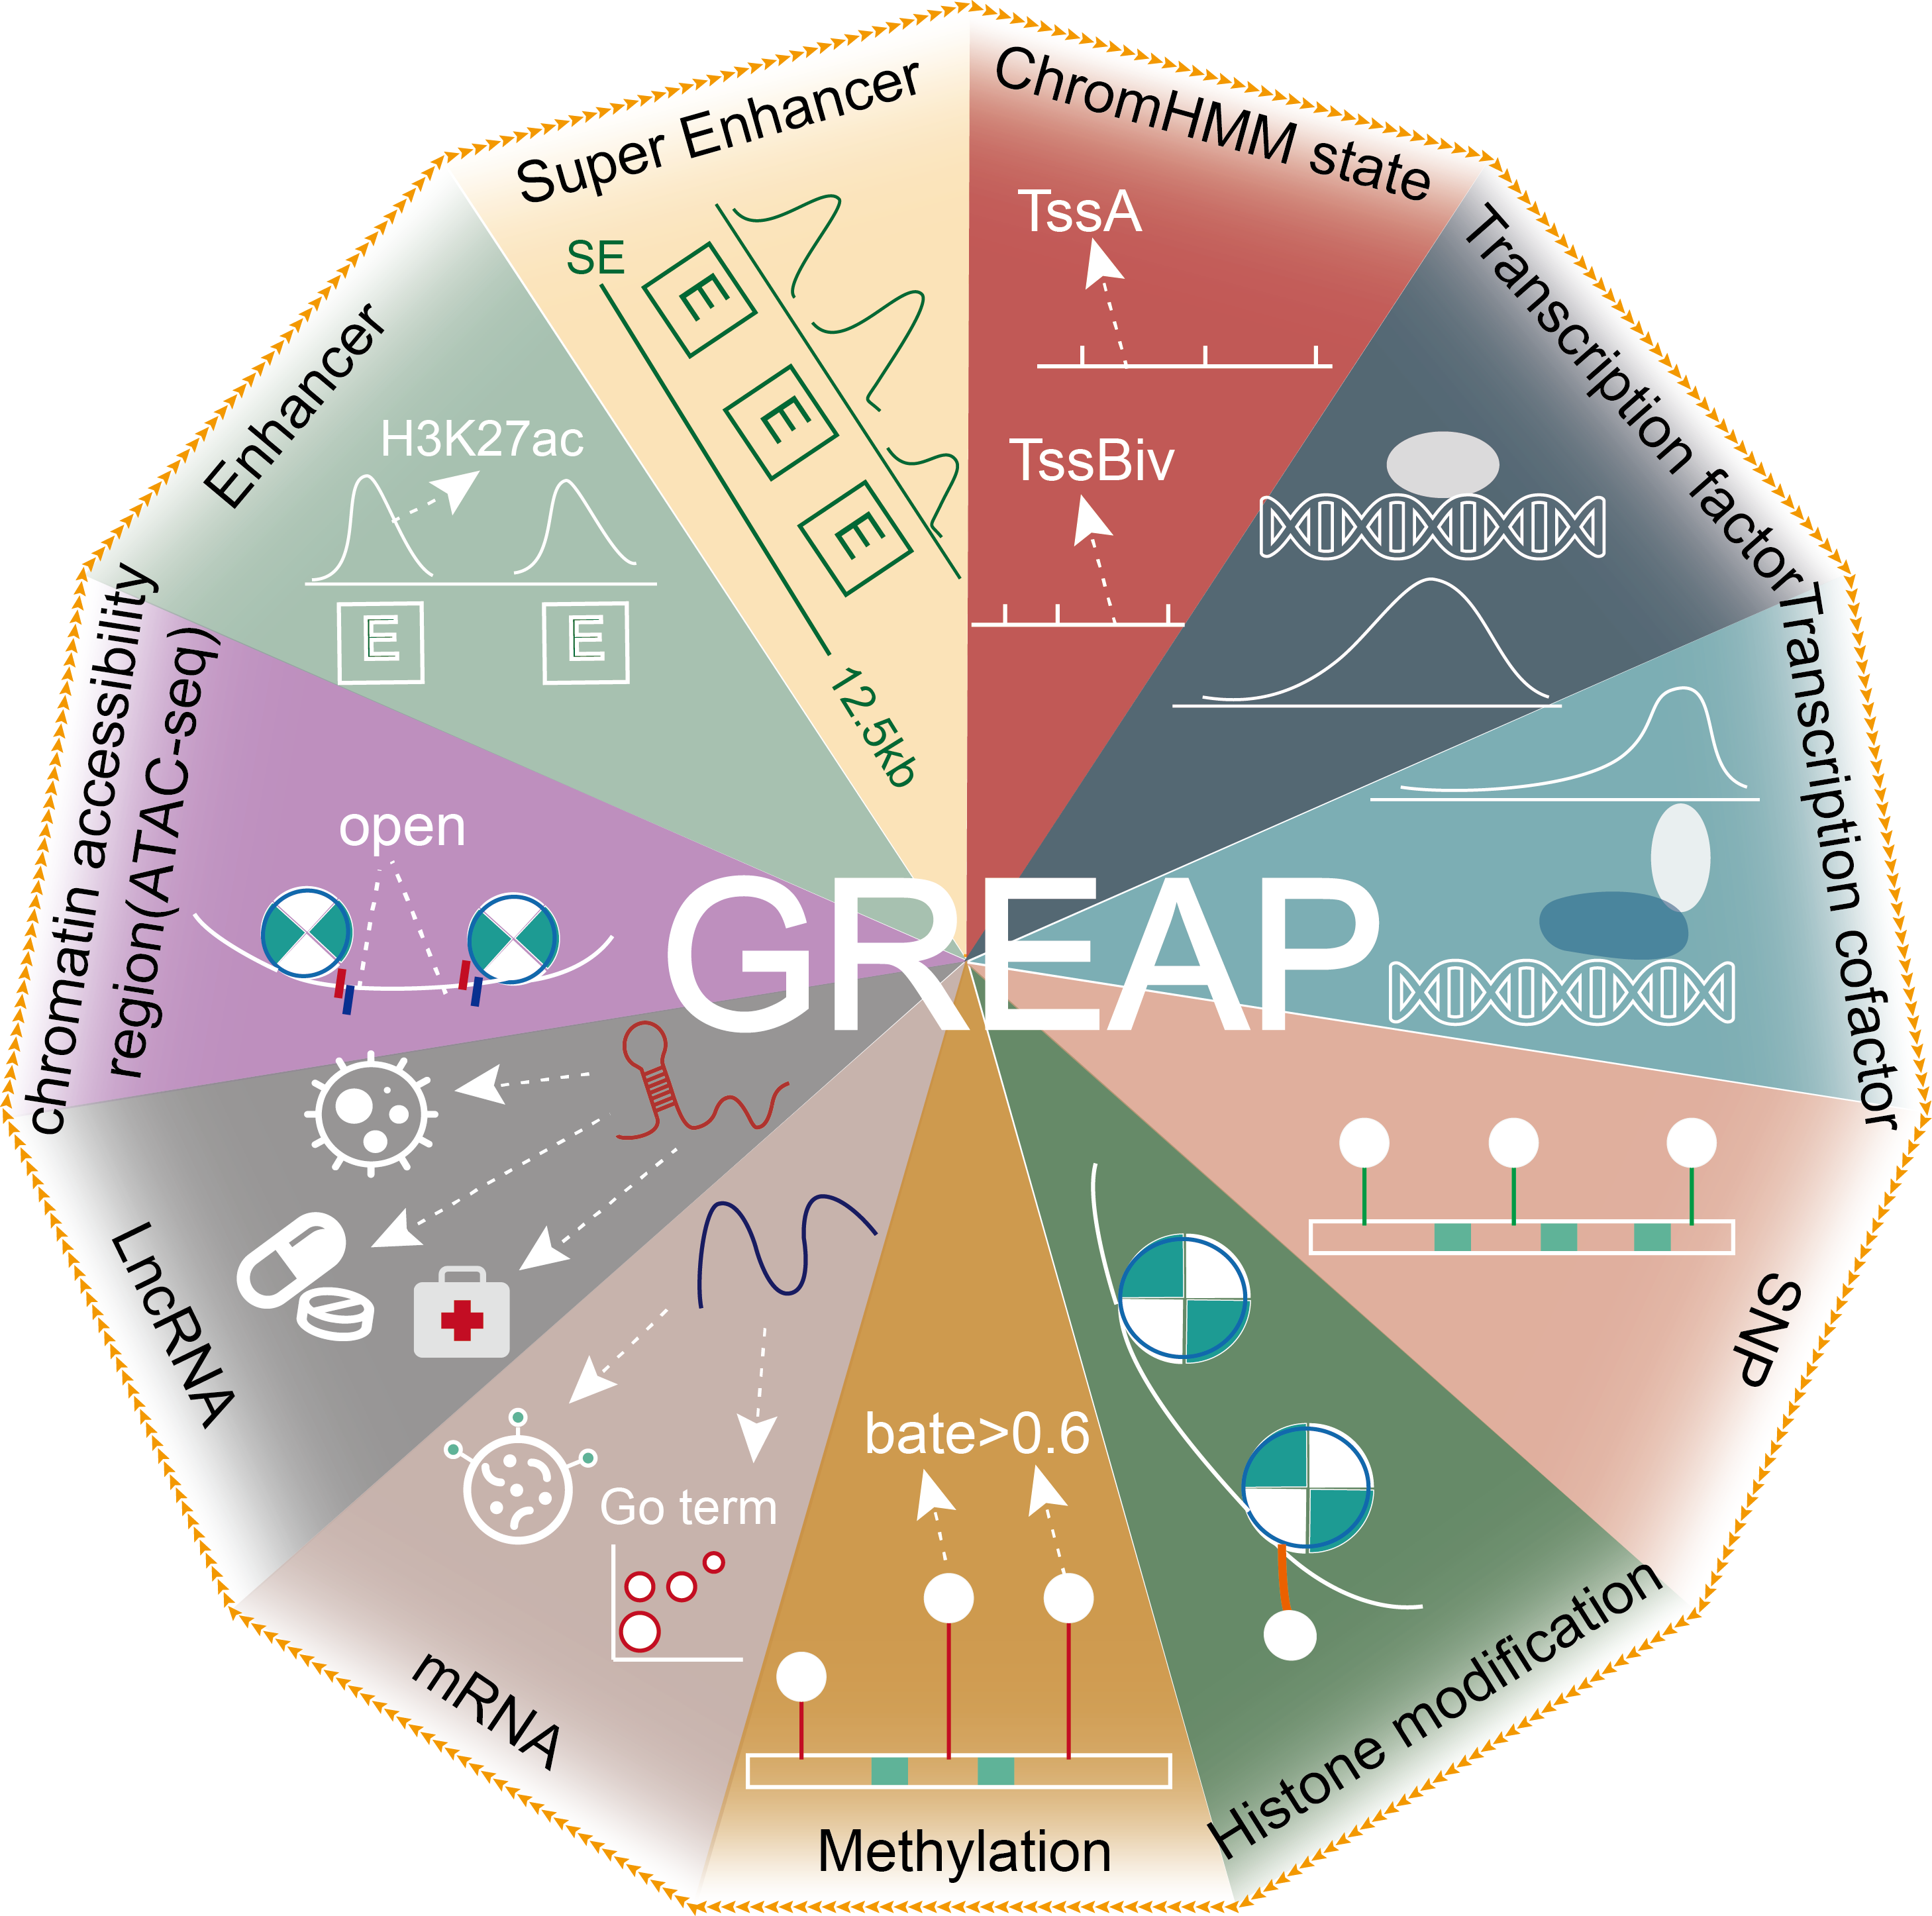 Super Enhancer
ChromHMM state
Transcription factor
Transcription cofactor
SNP
Histone modification
Methylation
mRNA
LncRNA
chromatin accessibility
region(ATAC-seq)
Enhancer
SE
E
E
E
12.5kb
TssA
TssBiv
H3K27ac
E
E
open
GREAP
bate>0.6
Go term